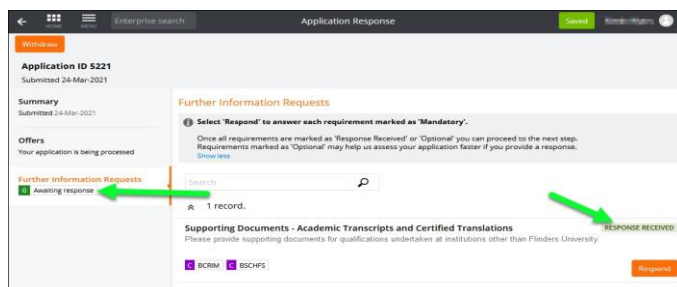 HOME
MENU
Enterprise search
Application Response
Saved
Withdraw
Application ID 5221
Submitted 24-Mar-2021
Summary
Submitted 24-Mar-2021
Offers
Your application is being processed
Further Information Requests
0 Awaiting response
Further Information Requests
Select 'Respond' to answer each requirement marked as 'Mandatory'.
Once all requirements are marked as 'Response Received' or 'Optional' you can proceed to the next step.
Requirements marked as 'Optional' may help us assess your application faster if you provide a response.
Show less
Search
1 record.
Supporting Documents - Academic Transcripts and Certified Translations
RESPONSE RECEIVED
Please provide supporting documents for qualifications undertaken at institutions other than Flinders University.
C BCRIM C BSCHFS
Respond